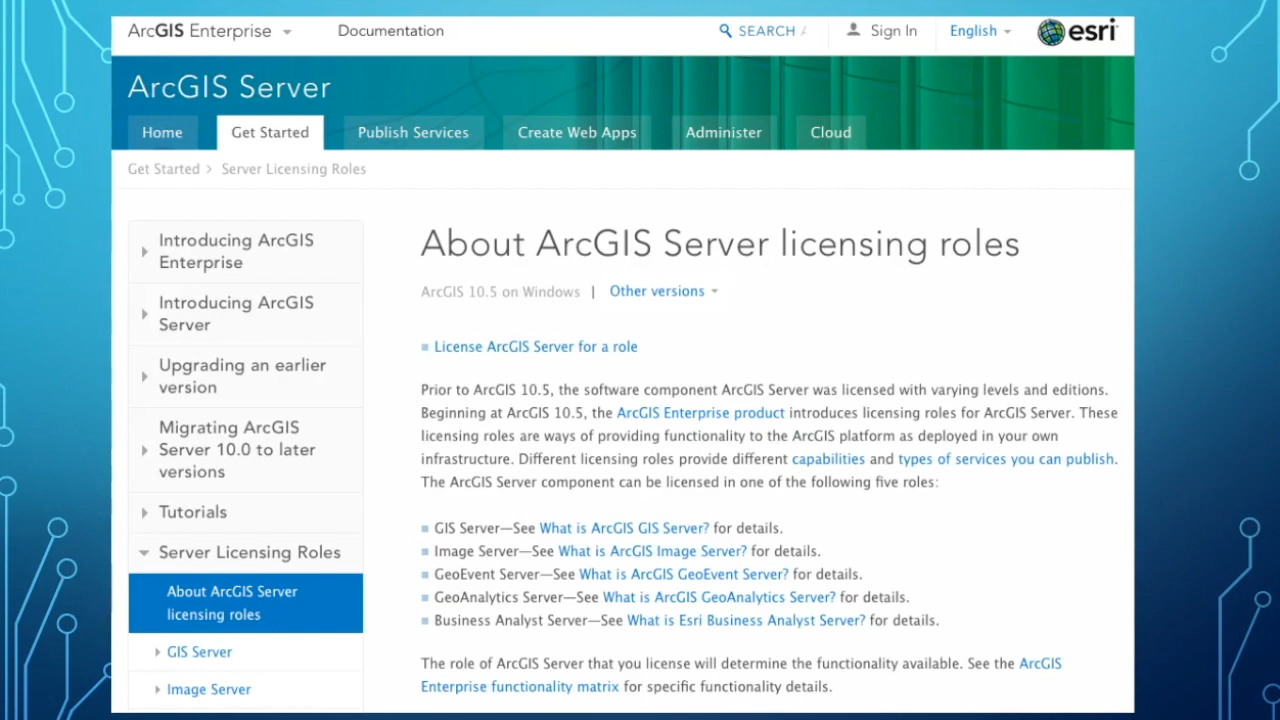 ArcGIS Enterprise
Documentation
SEARCH
Sign In
English
esri
ArcGIS Server
Home
Get Started
Publish Services
Create Web Apps
Administer
Cloud
Get Started > Server Licensing Roles
Introducing ArcGIS
Enterprise
Introducing ArcGIS
Server
Upgrading an earlier
version
Migrating ArcGIS
Server 10.0 to later
versions
Tutorials
Server Licensing Roles
About ArcGIS Server
licensing roles
GIS Server
Image Server
About ArcGIS Server licensing roles
ArcGIS 10.5 on Windows | Other versions
License ArcGIS Server for a role
Prior to ArcGIS 10.5, the software component ArcGIS Server was licensed with varying levels and editions.
Beginning at ArcGIS 10.5, the ArcGIS Enterprise product introduces licensing roles for ArcGIS Server. These
licensing roles are ways of providing functionality to the ArcGIS platform as deployed in your own
infrastructure. Different licensing roles provide different capabilities and types of services you can publish.
The ArcGIS Server component can be licensed in one of the following five roles:
GIS Server—See What is ArcGIS GIS Server? for details.
Image Server—See What is ArcGIS Image Server? for details.
GeoEvent Server—See What is ArcGIS GeoEvent Server? for details.
GeoAnalytics Server—See What is ArcGIS GeoAnalytics Server? for details.
Business Analyst Server—See What is Esri Business Analyst Server? for details.
The role of ArcGIS Server that you license will determine the functionality available. See the ArcGIS
Enterprise functionality matrix for specific functionality details.